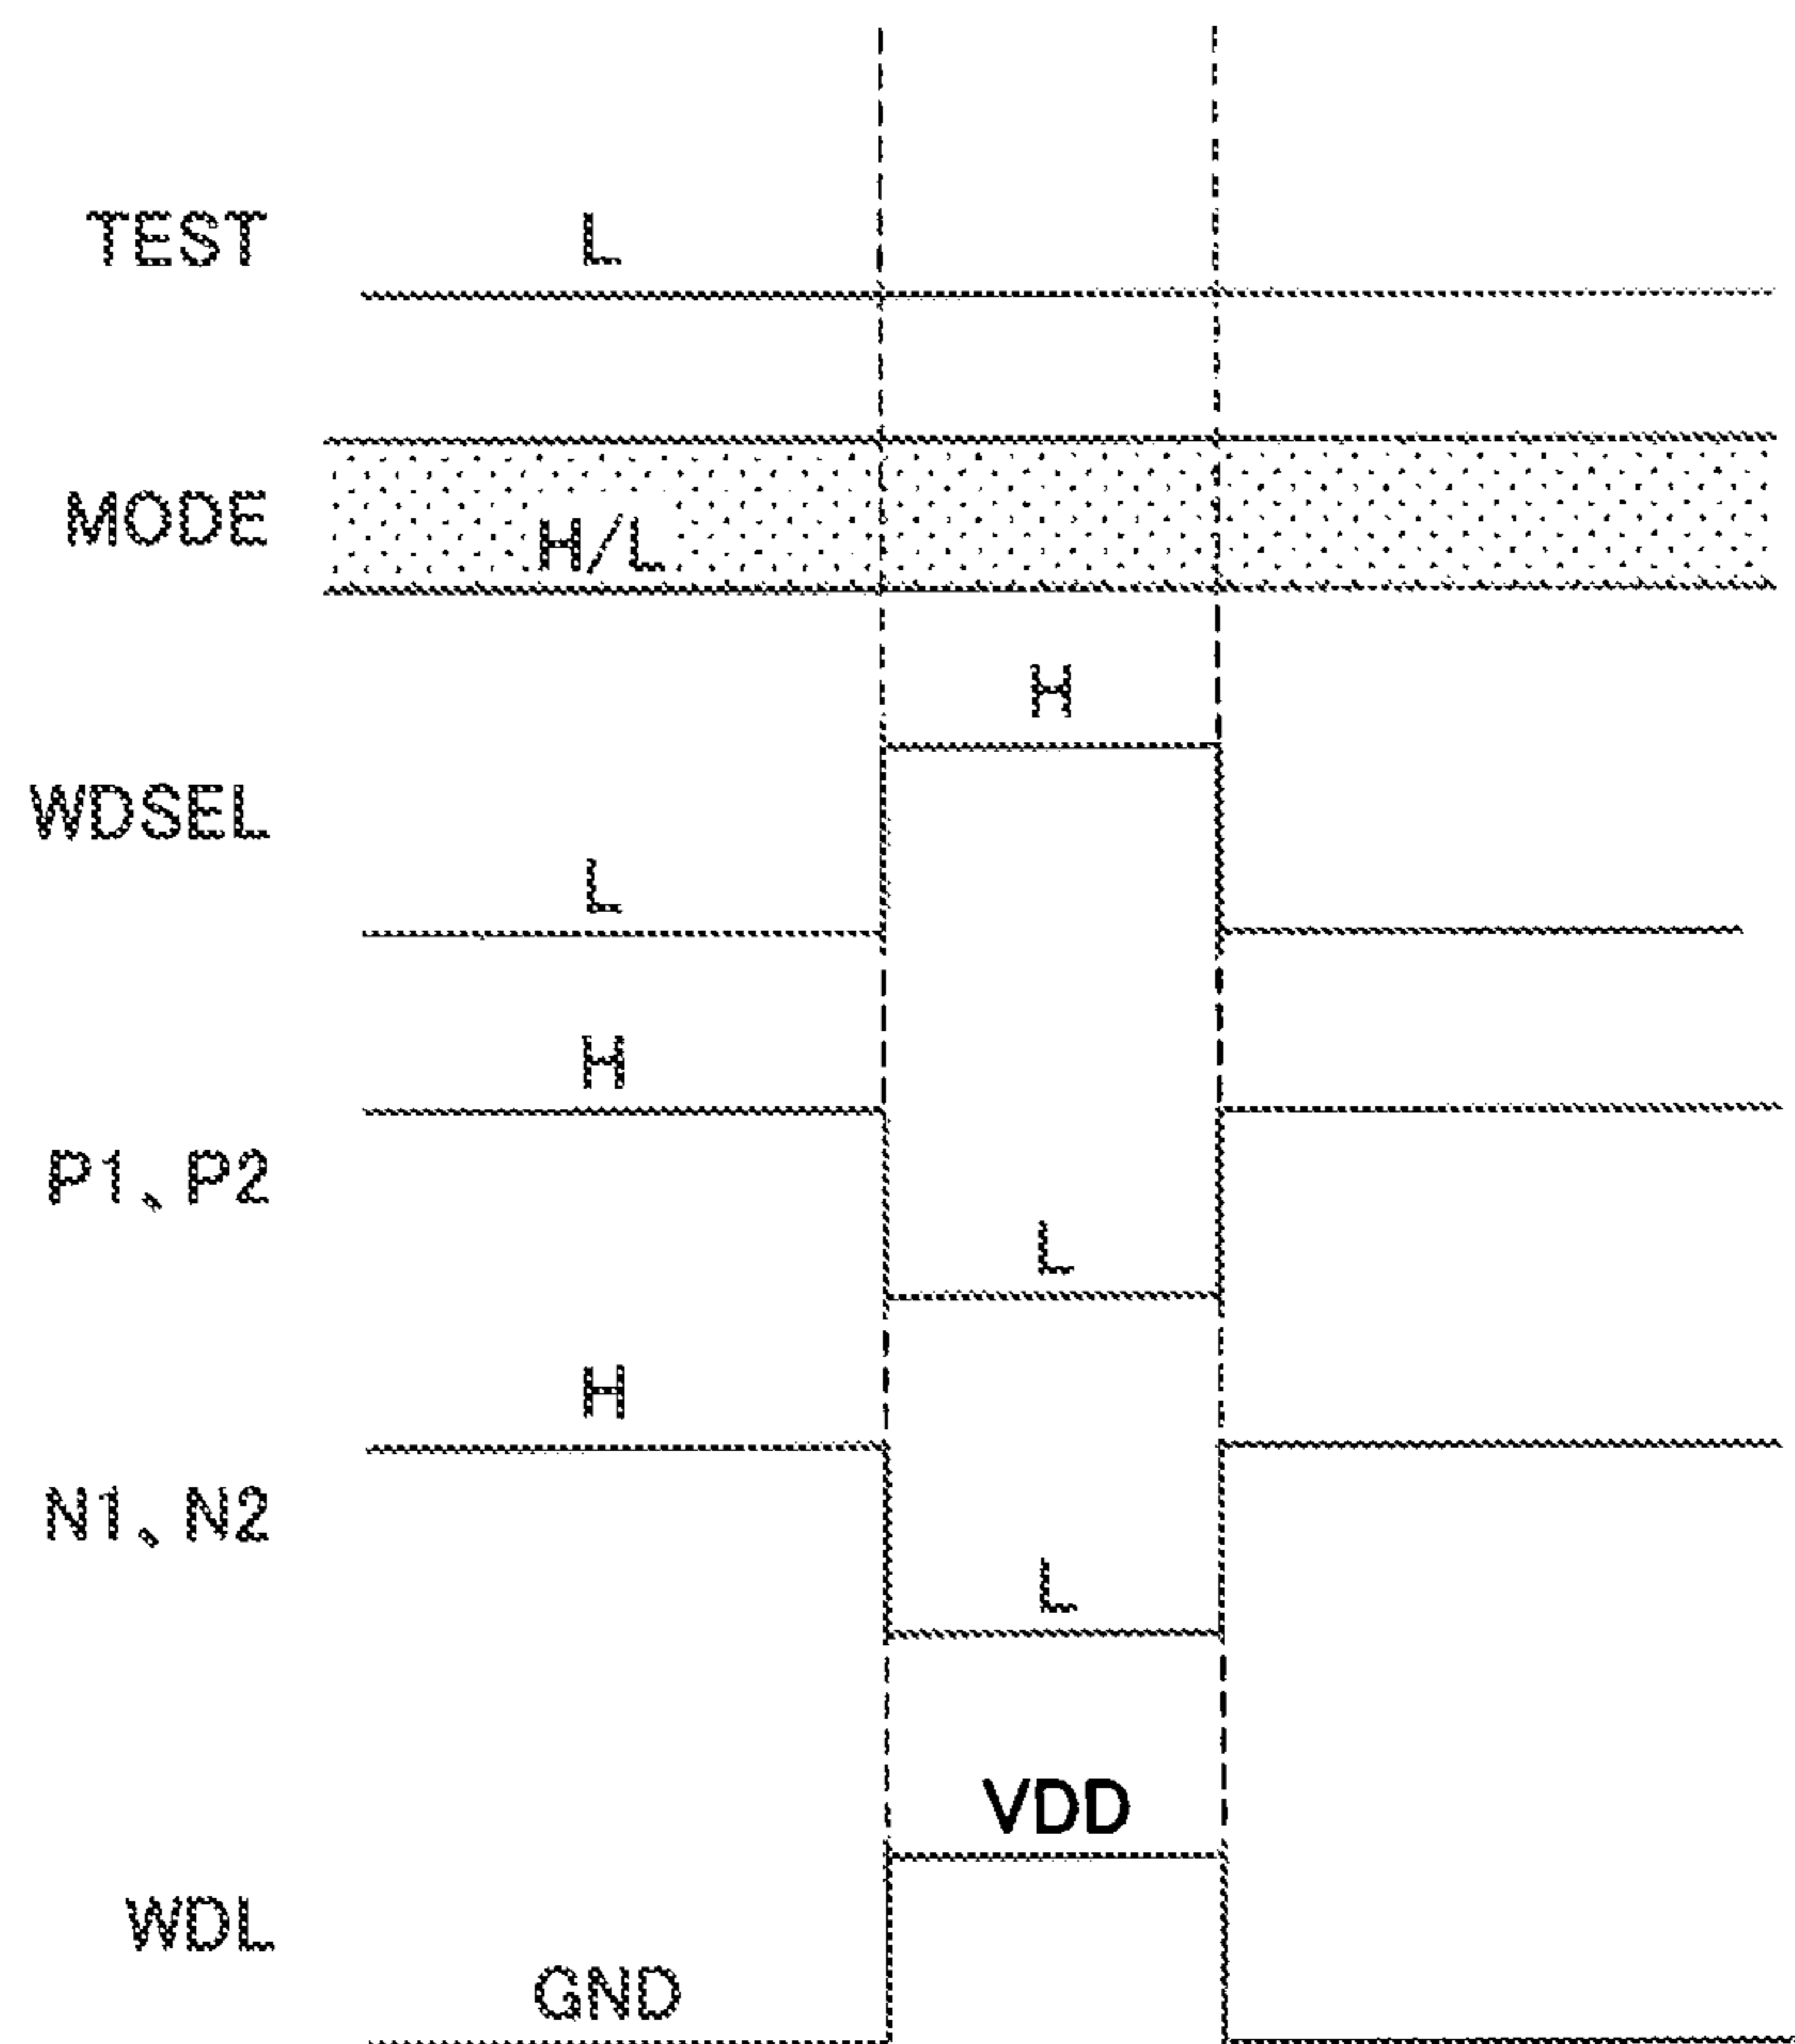 TEST
L
MODE
H/L
H
WDSEL
L
H
P1、P2
L
H
N1、N2
L
VDD
WDL
GND